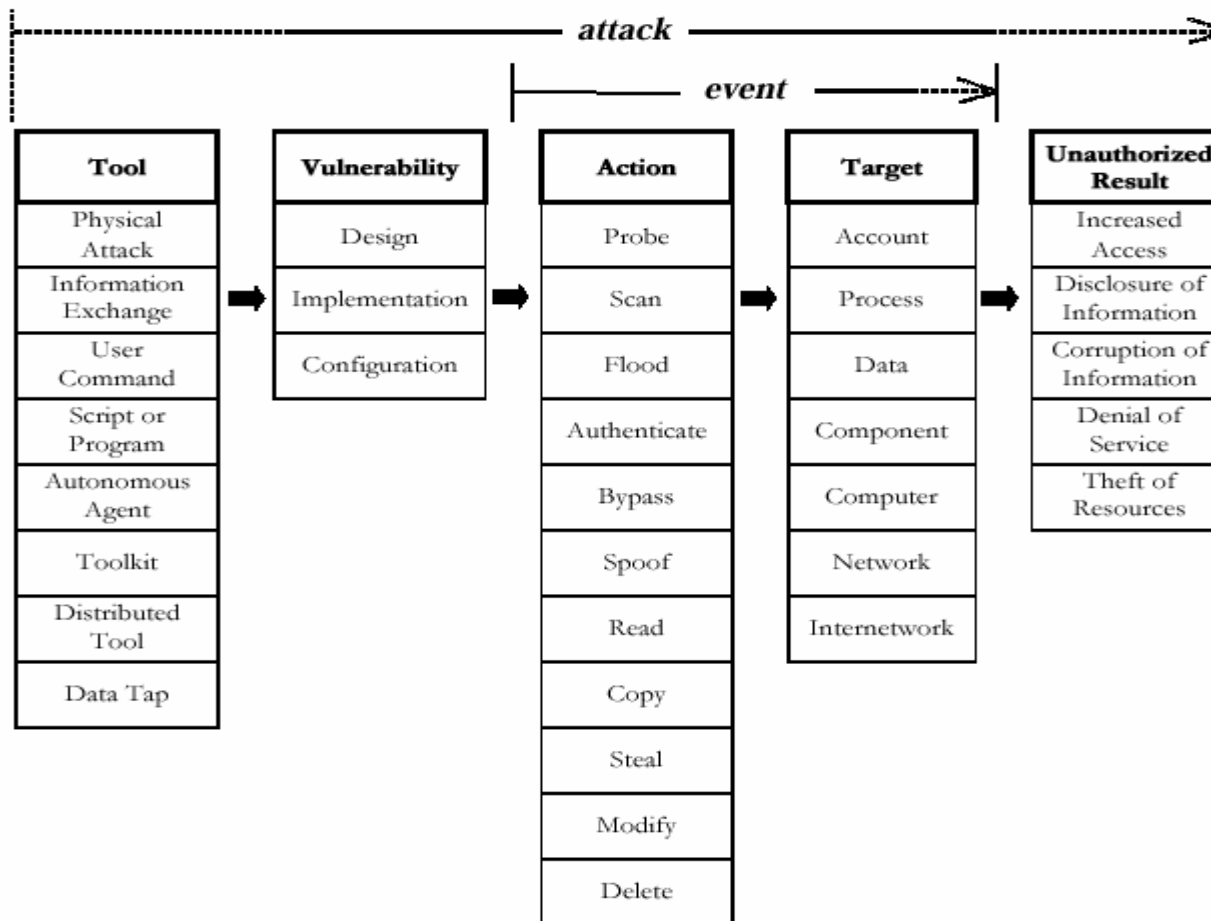 attack
event
Tool
Physical
Attack
Information
Exchange
User
Command
Script or
Program
Autonomous
Agent
Toolkit
Distributed
Tool
Data Tap
Vulnerability
Design
Implementation
Configuration
Action
Probe
Scan
Flood
Authenticate
Bypass
Spoof
Read
Copy
Steal
Modify
Delete
Target
Account
Process
Data
Component
Computer
Network
Internetwork
Unauthorized
Result
Increased
Access
Disclosure of
Information
Corruption of
Information
Denial of
Service
Theft of
Resources